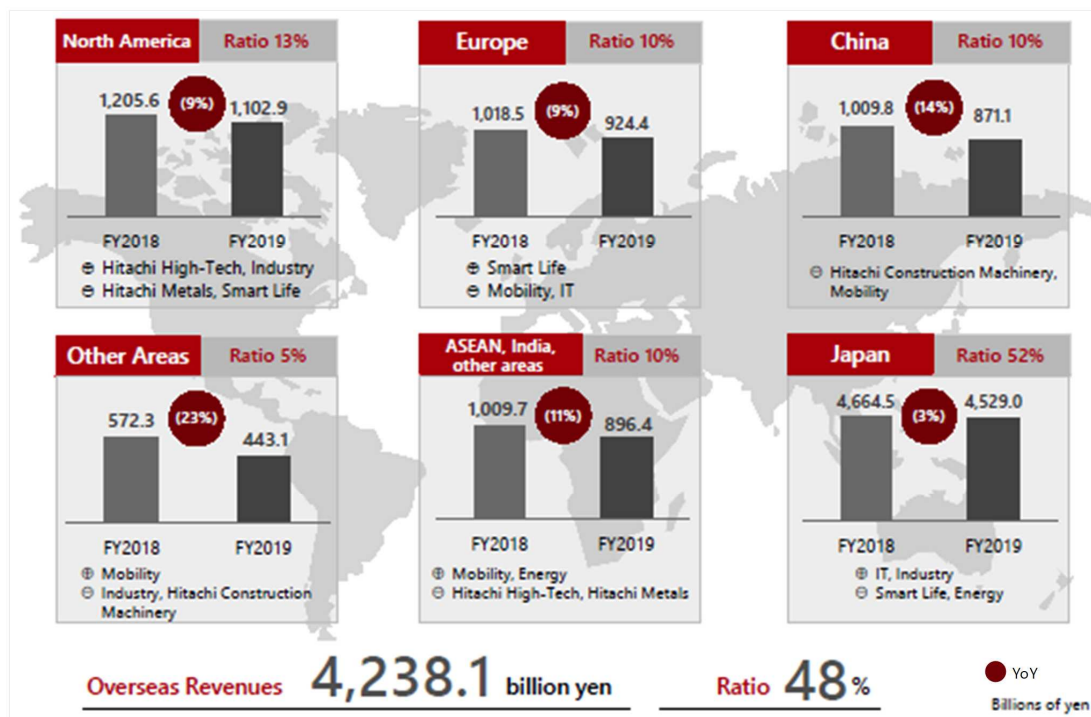 North America Ratio 13%
1,205.6 (9%) 1,102.9
FY2018 FY2019
⊕ Hitachi High-Tech, Industry
⊖ Hitachi Metals, Smart Life
Europe Ratio 10%
1,018.5 (9%) 924.4
FY2018 FY2019
⊕ Smart Life
⊖ Mobility, IT
China Ratio 10%
1,009.8 (14%) 871.1
FY2018 FY2019
⊖ Hitachi Construction Machinery,
Mobility
Other Areas Ratio 5%
572.3 (23%) 443.1
FY2018 FY2019
⊕ Mobility
⊖ Industry, Hitachi Construction
Machinery
ASEAN, India,
other areas Ratio 10%
1,009.7 (11%) 896.4
FY2018 FY2019
⊕ Mobility, Energy
⊖ Hitachi High-Tech, Hitachi Metals
Japan Ratio 52%
4,664.5 (3%) 4,529.0
FY2018 FY2019
⊕ IT, Industry
⊖ Smart Life, Energy
Overseas Revenues 4,238.1 billion yen Ratio 48%
YoY
Billions of yen